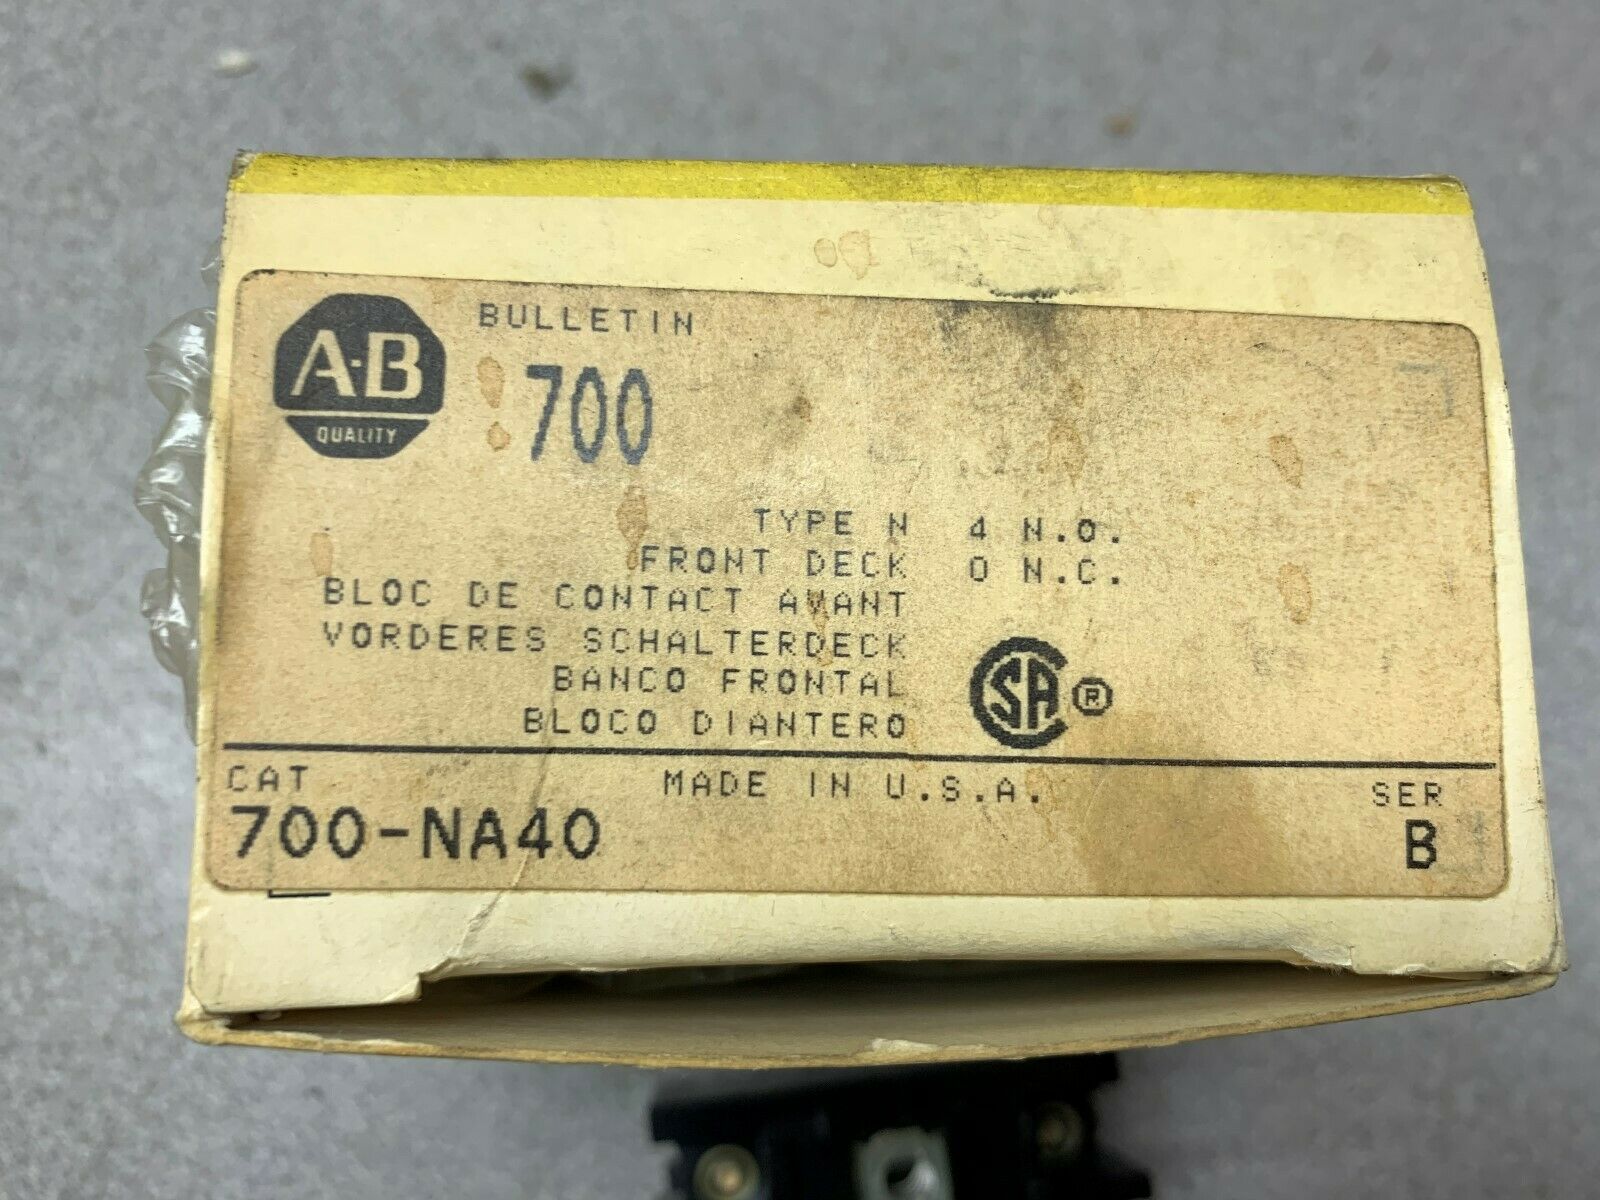 A·B
QUALITY
BULLETIN
700
TYPE N 4 N.O.
FRONT DECK 0 N.C.
BLOC DE CONTACT AVANT
VORDERES SCHALTERDECK
BANCO FRONTAL
BLOCO DIANTERO
CSA ®
CAT MADE IN U.S.A. SER
700-NA40 B